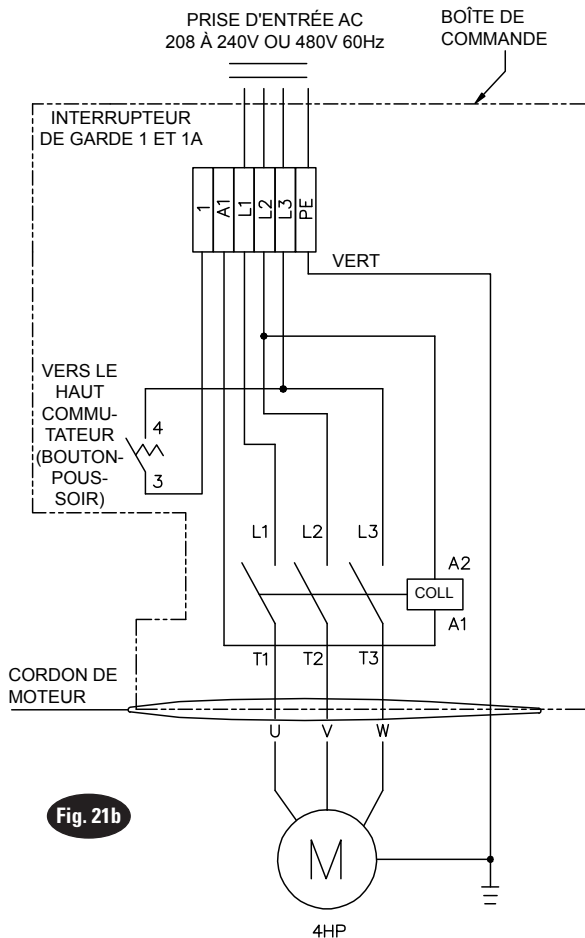 PRISE D'ENTRÉE AC
208 À 240V OU 480V 60Hz
BOÎTE DE
COMMANDE
INTERRUPTEUR
DE GARDE 1 ET 1A
1
A1
L1
L2
L3
PE
VERT
VERS LE
HAUT
COMMU-
TATEUR
(BOUTON-
POUS-
SOIR)
4
3
L1
L2
L3
A2
COLL
A1
T1
T2
T3
CORDON DE
MOTEUR
U
V
W
Fig. 21b
M
4HP